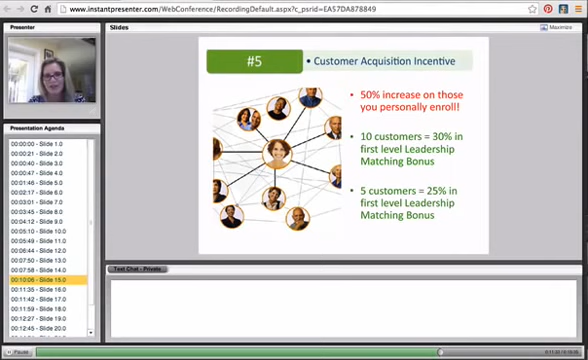 www.instantpresenter.com/WebConference/RecordingDefault.aspx?c_psrid=EA57DA878849
Presenter
Slides
Maximize
#5
• Customer Acquisition Incentive
• 50% increase on those
you personally enroll!
• 10 customers = 30% in
first level Leadership
Matching Bonus
• 5 customers = 25% in
first level Leadership
Matching Bonus
Presentation Agenda
00:00:00 - Slide 1.0
00:00:21 - Slide 2.0
00:00:40 - Slide 3.0
00:01:25 - Slide 4.0
00:01:46 - Slide 5.0
00:02:17 - Slide 6.0
00:03:09 - Slide 7.0
00:03:45 - Slide 8.0
00:04:12 - Slide 9.0
00:05:10 - Slide 10.0
00:05:49 - Slide 11.0
00:06:44 - Slide 12.0
00:07:50 - Slide 13.0
00:07:58 - Slide 14.0
00:10:06 - Slide 15.0
00:11:35 - Slide 16.0
00:11:42 - Slide 17.0
00:11:59 - Slide 18.0
00:12:27 - Slide 19.0
00:12:45 - Slide 20.0
Text Chat - Private
Pause